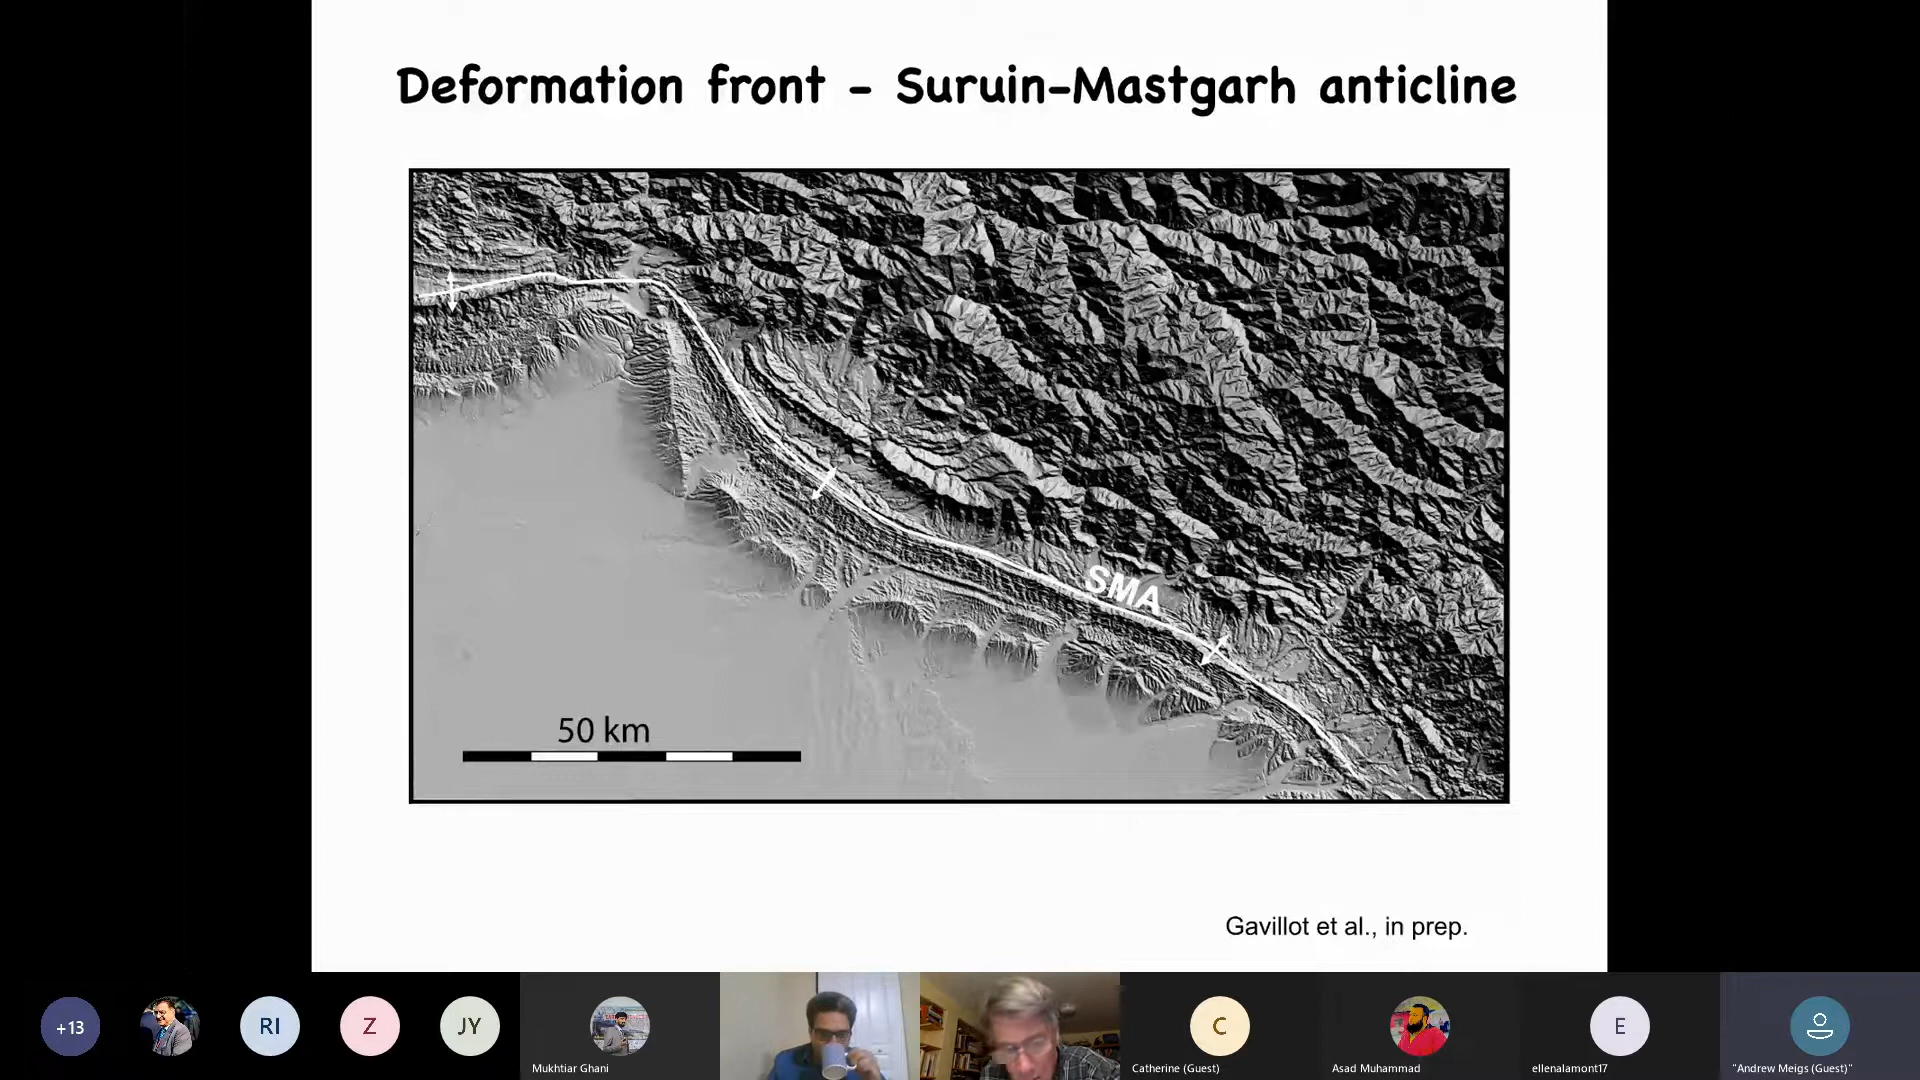 Deformation front - Suruin-Mastgarh anticline
SMA
50 km
Gavillot et al., in prep.
+13
RI
Z
JY
C
E
Mukhtiar Ghani
Catherine (Guest)
Asad Muhammad
ellenalamont17
"Andrew Meigs (Guest)"